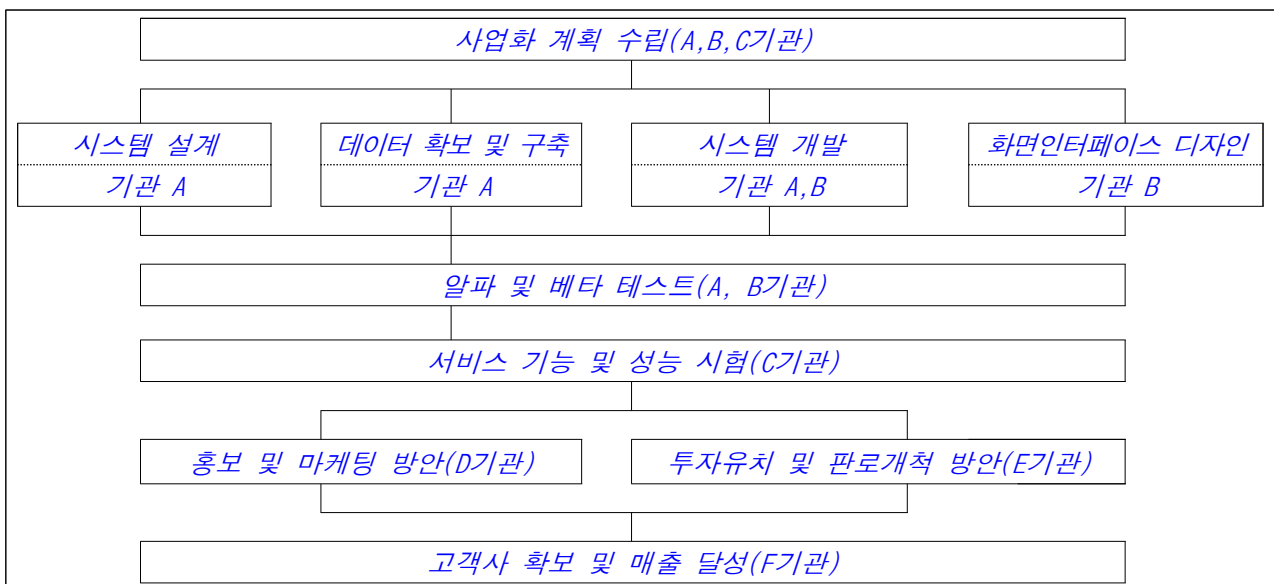 사업화 계획 수립(A,B,C기관)
시스템 설계
기관 A
데이터 확보 및 구축
기관 A
시스템 개발
기관 A,B
화면인터페이스 디자인
기관 B
알파 및 베타 테스트(A, B기관)
서비스 기능 및 성능 시험(C기관)
홍보 및 마케팅 방안(D기관)
투자유치 및 판로개척 방안(E기관)
고객사 확보 및 매출 달성(F기관)